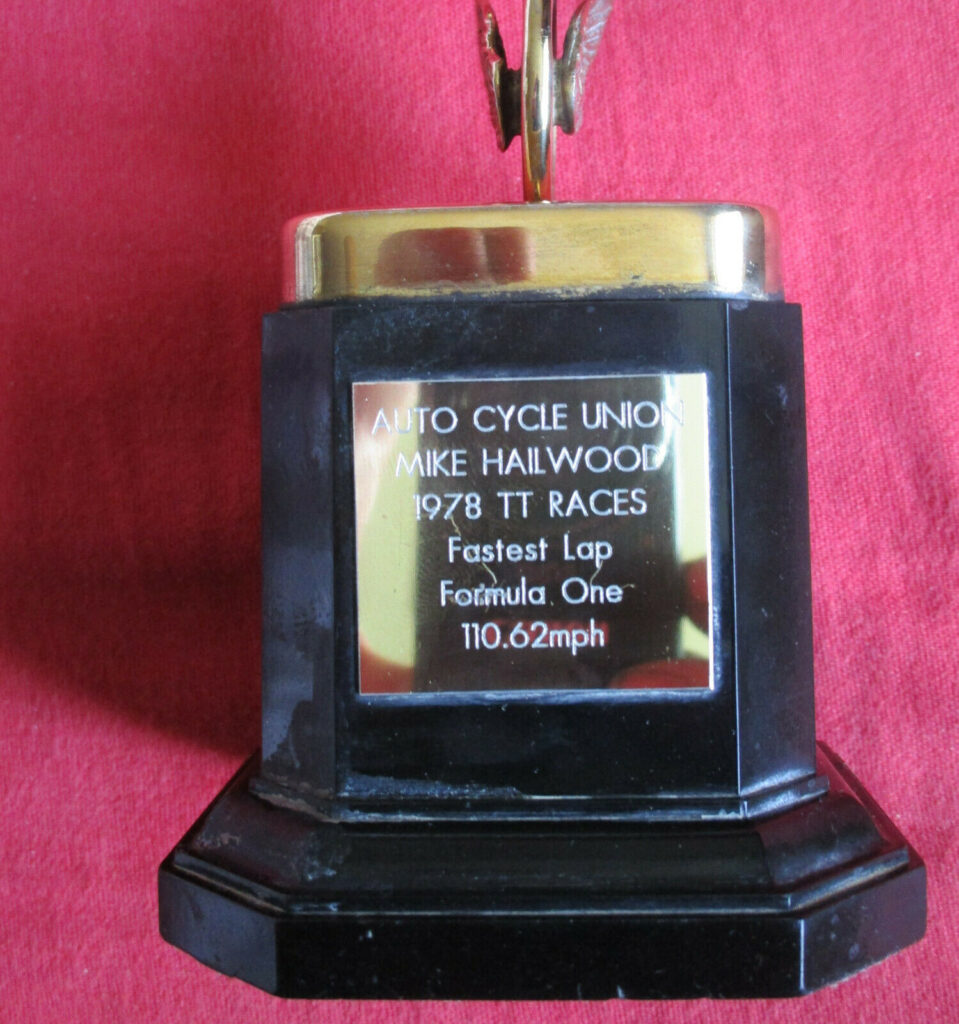 AUTO CYCLE UNION
MIKE HAILWOOD
1978 TT RACES
Fastest Lap
Formula One
110.62mph